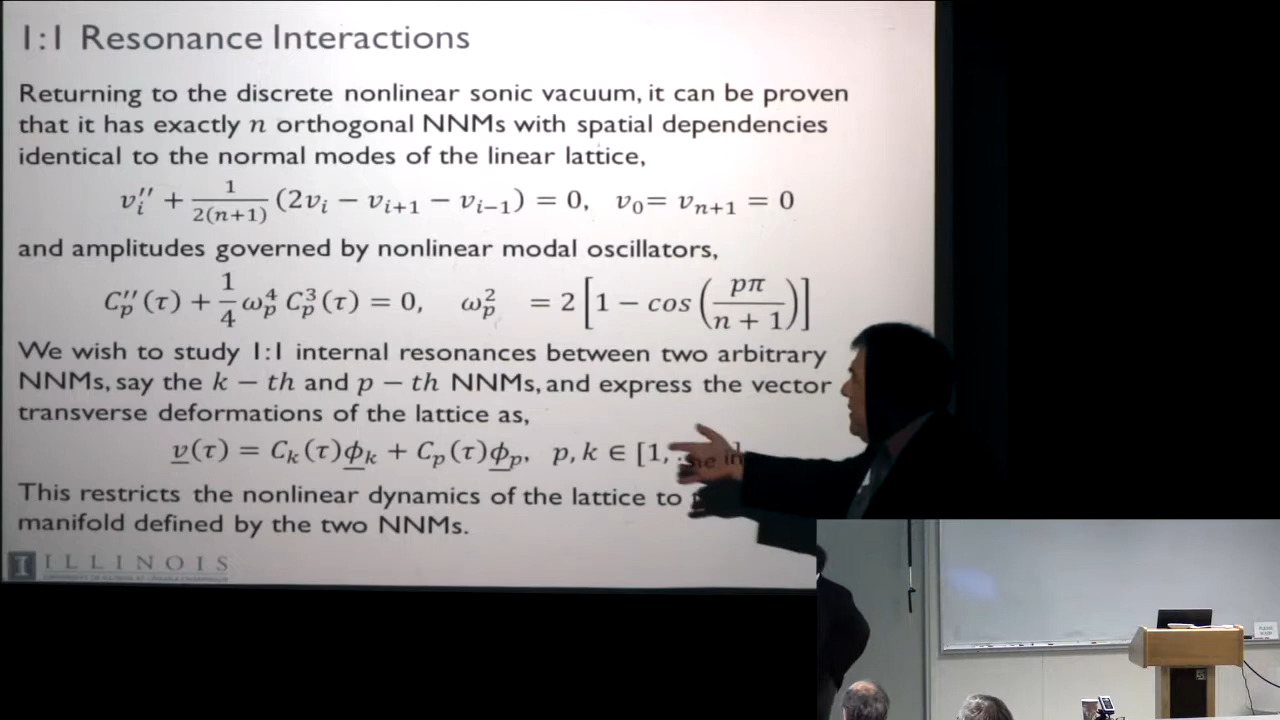 1:1 Resonance Interactions
Returning to the discrete nonlinear sonic vacuum, it can be proven
that it has exactly n orthogonal NNMs with spatial dependencies
identical to the normal modes of the linear lattice,
v_i'' + 1/(2(n+1)) (2v_i − v_{i+1} − v_{i−1}) = 0, v_0 = v_{n+1} = 0
and amplitudes governed by nonlinear modal oscillators,
C_p''(τ) + 1/4 ω_p^4 C_p^3(τ) = 0, ω_p^2 = 2[1 − cos(pπ/(n + 1))]
We wish to study 1:1 internal resonances between two arbitrary
NNMs, say the k − th and p − th NNMs, and express the vector
transverse deformations of the lattice as,
v(τ) = C_k(τ)ϕ_k + C_p(τ)ϕ_p, p, k ∈ [1,
This restricts the nonlinear dynamics of the lattice to
manifold defined by the two NNMs.
I ILLINOIS